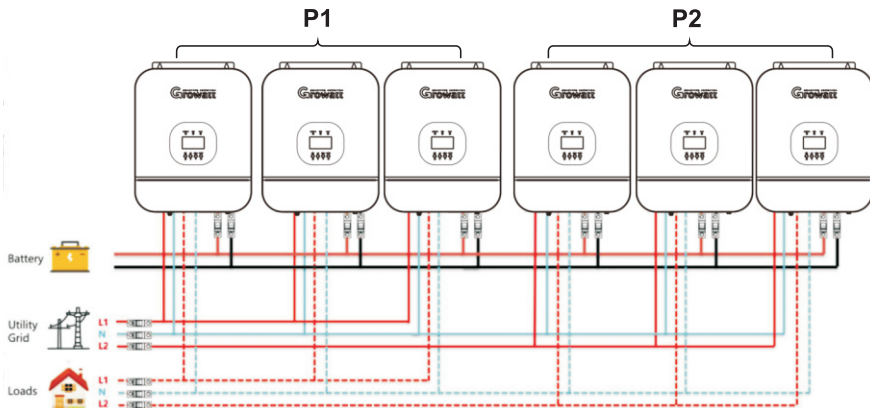 P1 P2
Growatt Growatt Growatt Growatt Growatt Growatt
Battery
Utility
Grid
L1
N
L2
Loads
L1
N
L2